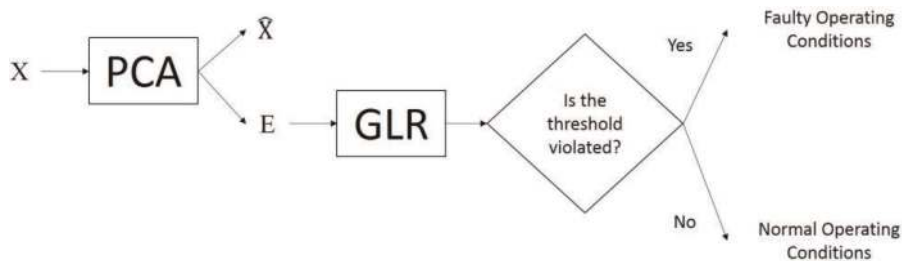 X
PCA
X̂
E
GLR
Is the
threshold
violated?
Yes
Faulty Operating
Conditions
No
Normal Operating
Conditions